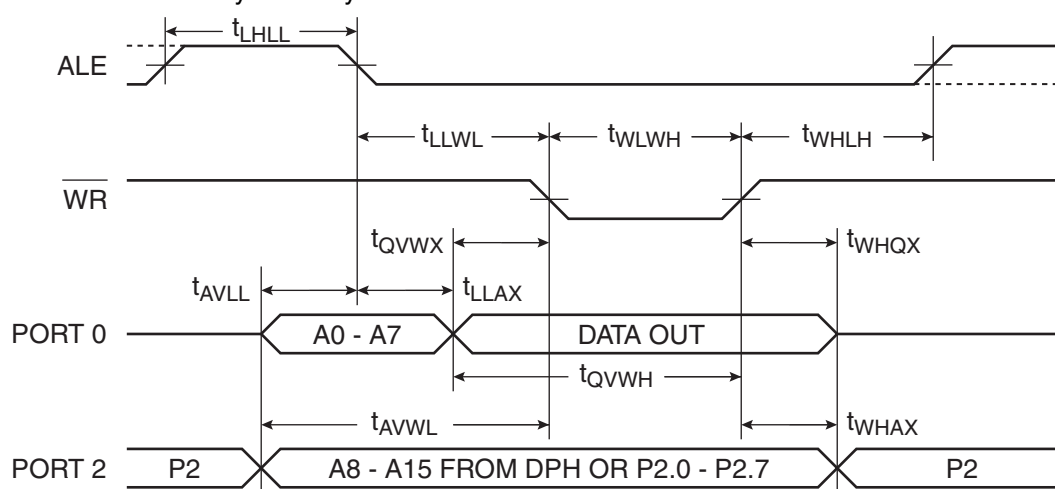 tLHLL
ALE
tLLWL tWLWH tWHLH
WR
tQVWX tWHQX
tAVLL tLLAX
PORT 0 A0 - A7 DATA OUT
tQVWH
tAVWL tWHAX
PORT 2 P2 A8 - A15 FROM DPH OR P2.0 - P2.7 P2